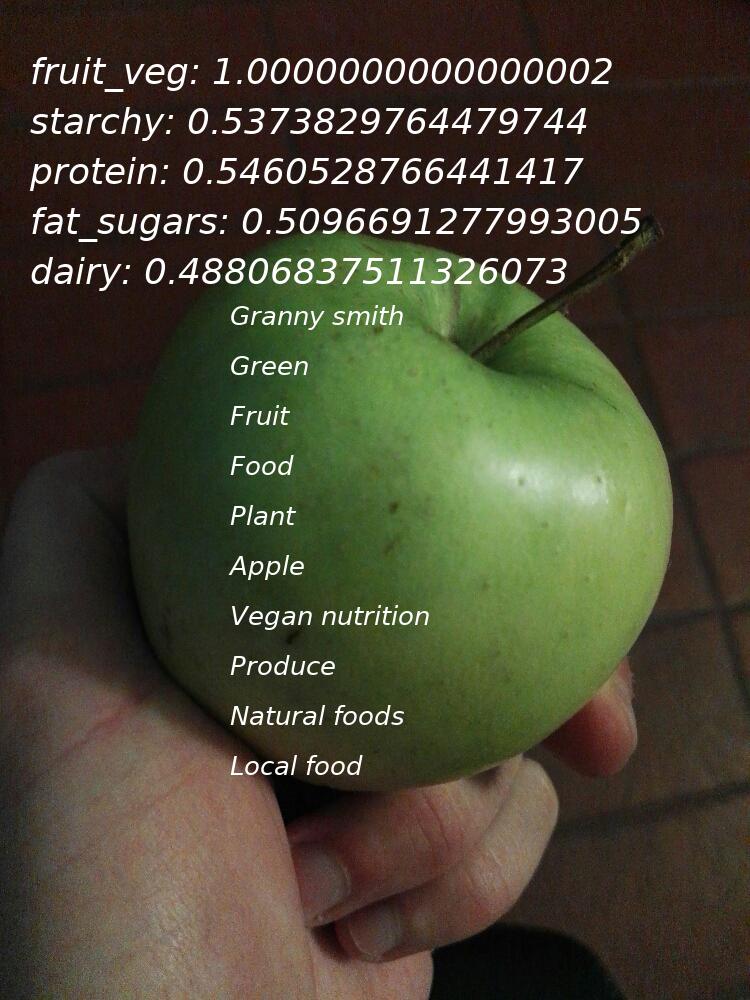 fruit_veg: 1.0000000000000002
starchy: 0.5373829764479744
protein: 0.5460528766441417
fat_sugars: 0.5096691277993005
dairy: 0.48806837511326073
Granny smith
Green
Fruit
Food
Plant
Apple
Vegan nutrition
Produce
Natural foods
Local food